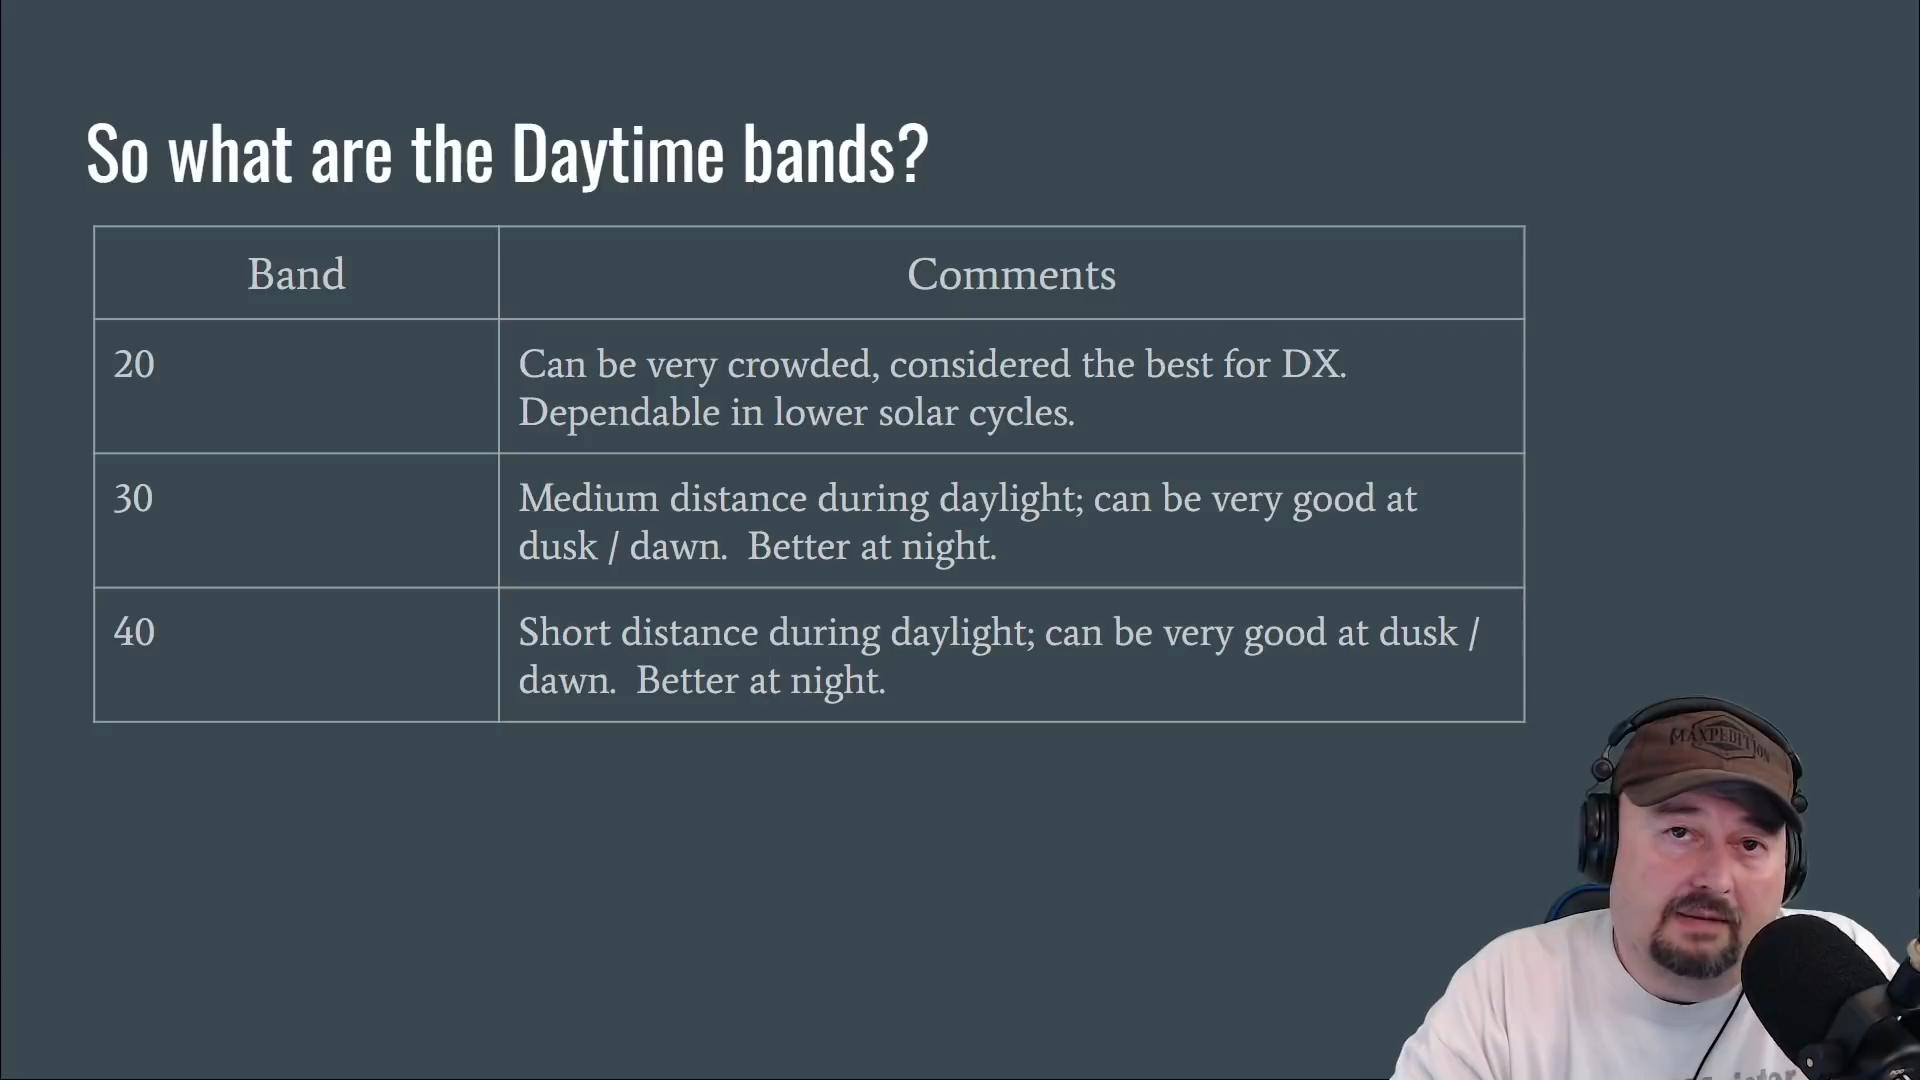 So what are the Daytime bands?
Band
Comments
20
Can be very crowded, considered the best for DX.
Dependable in lower solar cycles.
30
Medium distance during daylight; can be very good at
dusk / dawn.  Better at night.
40
Short distance during daylight; can be very good at dusk /
dawn.  Better at night.
MAXPEDITION